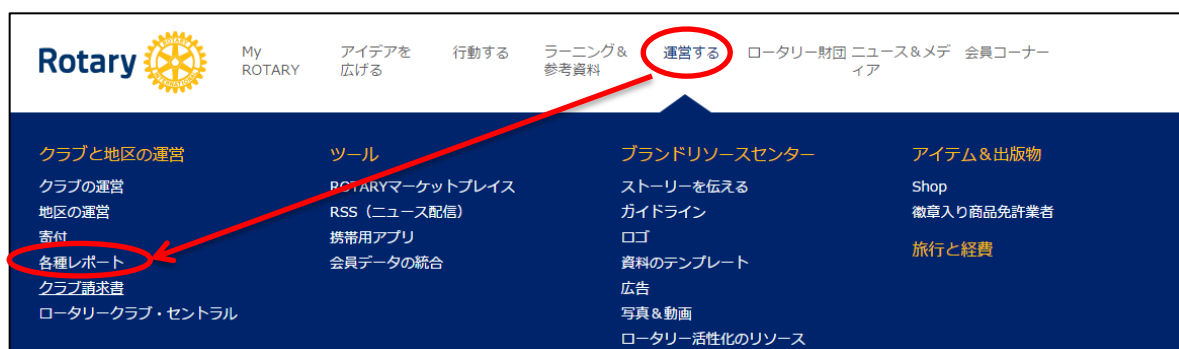 Rotary
ROTARY
INTERNATIONAL
My
ROTARY
アイデアを
広げる
行動する
ラーニング&
参考資料
運営する
ロータリー財団
ニュース&メデ
ィア
会員コーナー
クラブと地区の運営
クラブの運営
地区の運営
寄付
各種レポート
クラブ請求書
ロータリークラブ・セントラル
ツール
ROTARYマーケットプレイス
RSS（ニュース配信）
携帯用アプリ
会員データの統合
ブランドリソースセンター
ストーリーを伝える
ガイドライン
ロゴ
資料のテンプレート
広告
写真&動画
ロータリー活性化のリソース
アイテム&出版物
Shop
徽章入り商品免許業者
旅行と経費